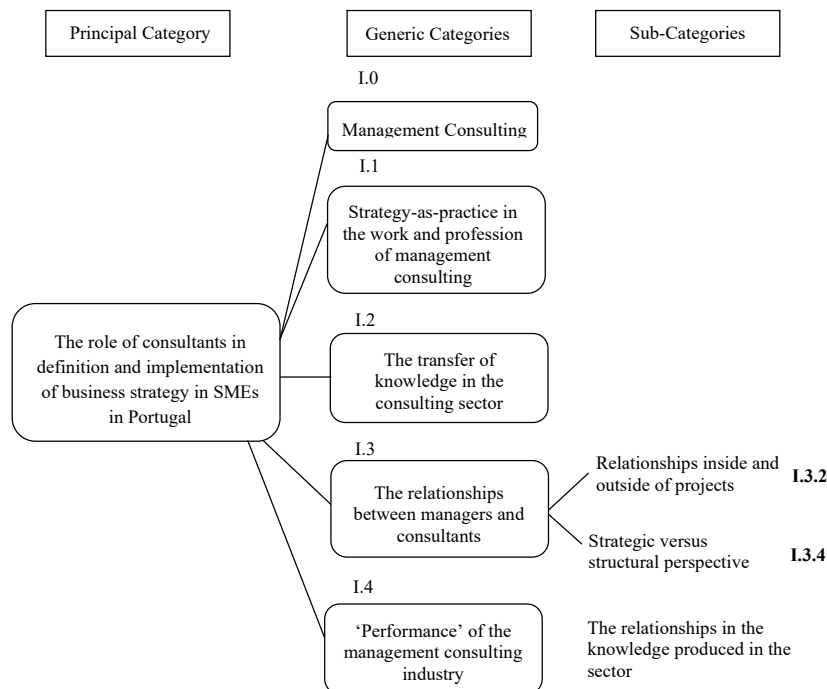 Principal Category
Generic Categories
Sub-Categories
I.0
Management Consulting
I.1
Strategy-as-practice in
the work and profession
of management
consulting
The role of consultants in
definition and implementation
of business strategy in SMEs
in Portugal
I.2
The transfer of
knowledge in the
consulting sector
I.3
The relationships
between managers and
consultants
Relationships inside and
outside of projects
I.3.2
Strategic versus
structural perspective
I.3.4
I.4
‘Performance’ of the
management consulting
industry
The relationships in the
knowledge produced in the
sector